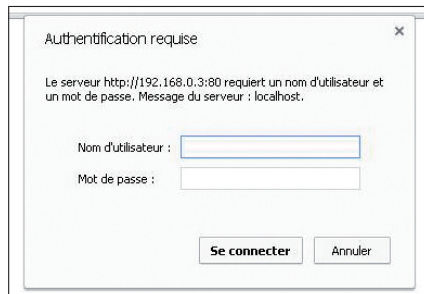 Authentification requise
×
Le serveur http://192.168.0.3:80 requiert un nom d'utilisateur et
un mot de passe. Message du serveur : localhost.
Nom d'utilisateur :
Mot de passe :
Se connecter Annuler